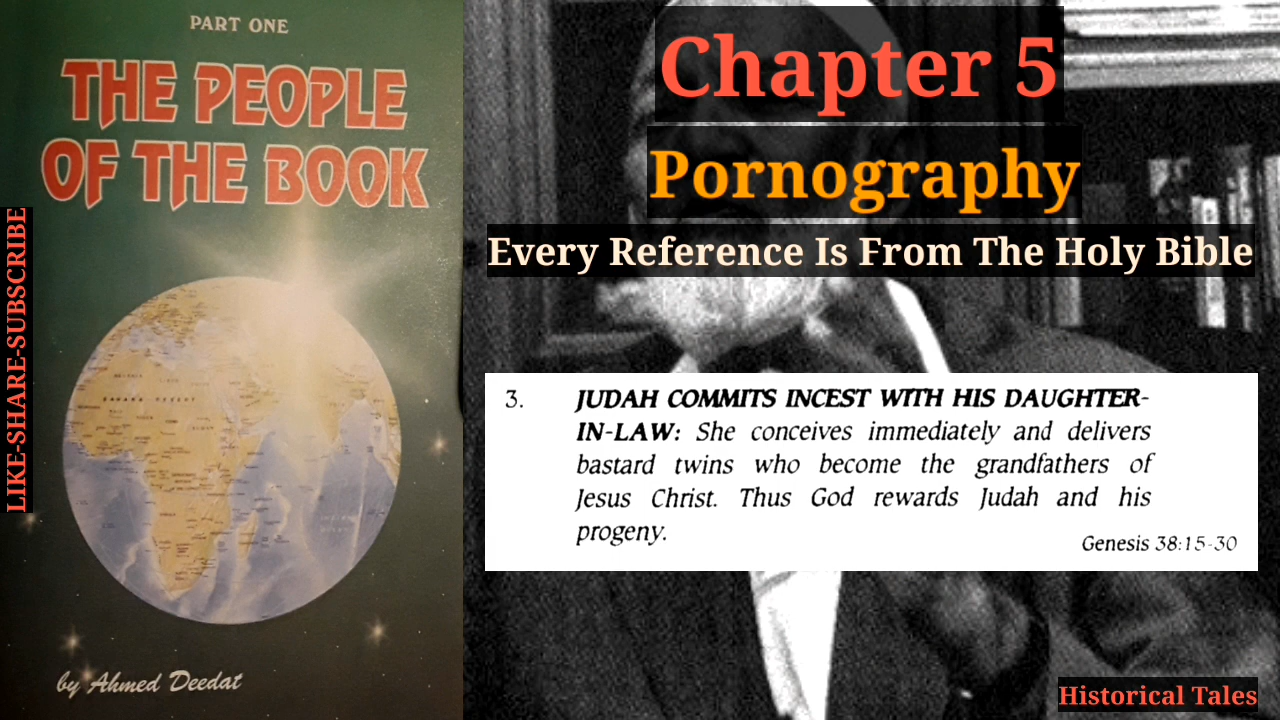 PART ONE
THE PEOPLE
OF THE BOOK
by Ahmed Deedat
LIKE-SHARE-SUBSCRIBE
Chapter 5
Pornography
Every Reference Is From The Holy Bible
3. JUDAH COMMITS INCEST WITH HIS DAUGHTER-
IN-LAW: She conceives immediately and delivers
bastard twins who become the grandfathers of
Jesus Christ. Thus God rewards Judah and his
progeny.
Genesis 38:15-30
Historical Tales